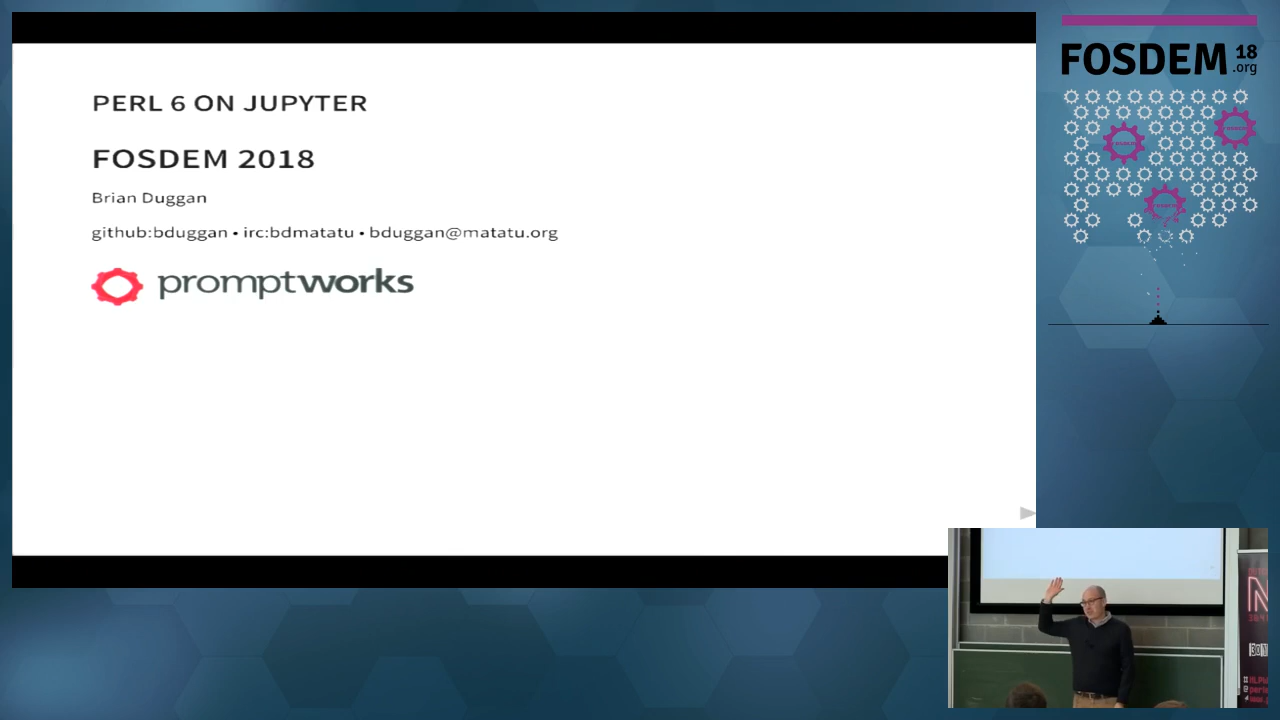 PERL 6 ON JUPYTER
FOSDEM 2018
Brian Duggan
github:bduggan • irc:bdmatatu • bduggan@matatu.org
promptworks
FOSDEM 18
.org